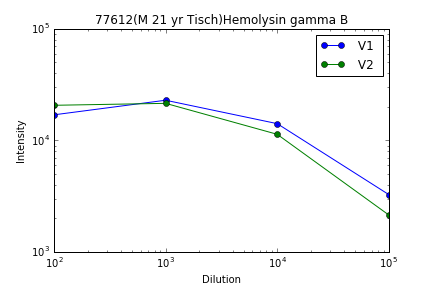 77612(M 21 yr Tisch)Hemolysin gamma B
10^5
10^4
10^3
Intensity
V1
V2
10^2 10^3 10^4 10^5
Dilution